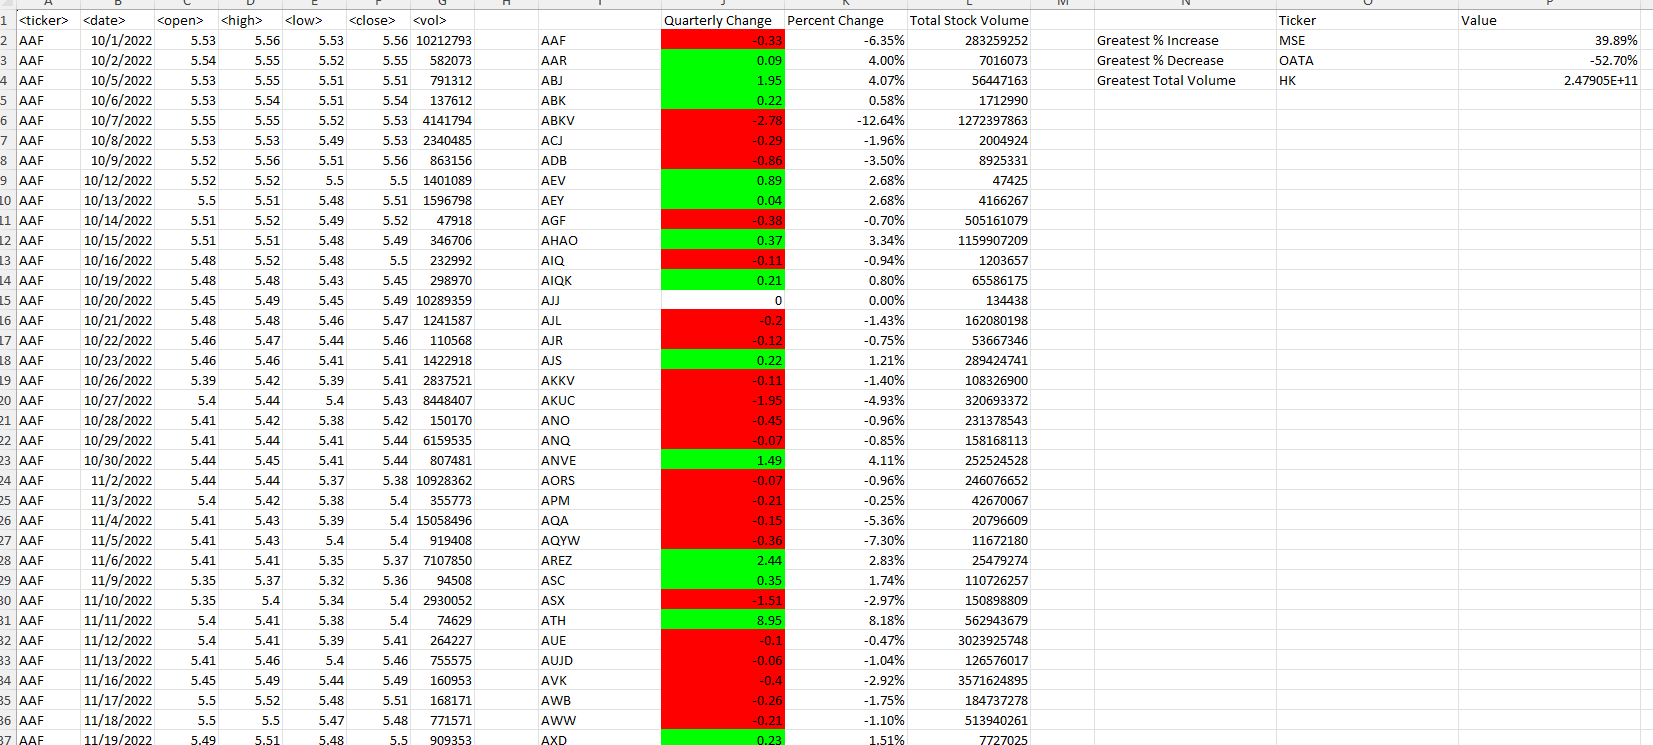 A B C D E F G H I J K L M N O P
1 <ticker> <date> <open> <high> <low> <close> <vol> Quarterly Change Percent Change Total Stock Volume Ticker Value
2 AAF 10/1/2022 5.53 5.56 5.53 5.56 10212793 AAF -0.33 -6.35% 283259252 Greatest % Increase MSE 39.89%
3 AAF 10/2/2022 5.54 5.55 5.52 5.55 582073 AAR 0.09 4.00% 7016073 Greatest % Decrease OATA -52.70%
4 AAF 10/5/2022 5.53 5.55 5.51 5.51 791312 ABJ 1.95 4.07% 56447163 Greatest Total Volume HK 2.47905E+11
5 AAF 10/6/2022 5.53 5.54 5.51 5.54 137612 ABK 0.22 0.58% 1712990
6 AAF 10/7/2022 5.55 5.55 5.52 5.53 4141794 ABKV -2.78 -12.64% 1272397863
7 AAF 10/8/2022 5.53 5.53 5.49 5.53 2340485 ACJ -0.29 -1.96% 2004924
8 AAF 10/9/2022 5.52 5.56 5.51 5.56 863156 ADB -0.86 -3.50% 8925331
9 AAF 10/12/2022 5.52 5.52 5.5 5.5 1401089 AEV 0.89 2.68% 47425
10 AAF 10/13/2022 5.5 5.51 5.48 5.51 1596798 AEY 0.04 2.68% 4166267
11 AAF 10/14/2022 5.51 5.52 5.49 5.52 47918 AGF -0.38 -0.70% 505161079
12 AAF 10/15/2022 5.51 5.51 5.48 5.49 346706 AHAO 0.37 3.34% 1159907209
13 AAF 10/16/2022 5.48 5.52 5.48 5.5 232992 AIQ -0.11 -0.94% 1203657
14 AAF 10/19/2022 5.48 5.48 5.43 5.45 298970 AIQK 0.21 0.80% 65586175
15 AAF 10/20/2022 5.45 5.49 5.45 5.49 10289359 AJJ 0 0.00% 134438
16 AAF 10/21/2022 5.48 5.48 5.46 5.47 1241587 AJL -0.2 -1.43% 162080198
17 AAF 10/22/2022 5.46 5.47 5.44 5.46 110568 AJR -0.12 -0.75% 53667346
18 AAF 10/23/2022 5.46 5.46 5.41 5.41 1422918 AJS 0.22 1.21% 289424741
19 AAF 10/26/2022 5.39 5.42 5.39 5.41 2837521 AKKV -0.11 -1.40% 108326900
20 AAF 10/27/2022 5.4 5.44 5.4 5.43 8448407 AKUC -1.95 -4.93% 320693372
21 AAF 10/28/2022 5.41 5.42 5.38 5.42 150170 ANO -0.45 -0.96% 231378543
22 AAF 10/29/2022 5.41 5.44 5.41 5.44 6159535 ANQ -0.07 -0.85% 158168113
23 AAF 10/30/2022 5.44 5.45 5.41 5.44 807481 ANVE 1.49 4.11% 252524528
24 AAF 11/2/2022 5.44 5.44 5.37 5.38 10928362 AORS -0.07 -0.96% 246076652
25 AAF 11/3/2022 5.4 5.42 5.38 5.4 355773 APM -0.21 -0.25% 42670067
26 AAF 11/4/2022 5.41 5.43 5.39 5.4 15058496 AQA -0.15 -5.36% 20796609
27 AAF 11/5/2022 5.41 5.43 5.4 5.4 919408 AQYW -0.36 -7.30% 11672180
28 AAF 11/6/2022 5.41 5.41 5.35 5.37 7107850 AREZ 2.44 2.83% 25479274
29 AAF 11/9/2022 5.35 5.37 5.32 5.36 94508 ASC 0.35 1.74% 110726257
30 AAF 11/10/2022 5.35 5.4 5.34 5.4 2930052 ASX -1.51 -2.97% 150898809
31 AAF 11/11/2022 5.4 5.41 5.38 5.4 74629 ATH 8.95 8.18% 562943679
32 AAF 11/12/2022 5.4 5.41 5.39 5.41 264227 AUE -0.1 -0.47% 3023925748
33 AAF 11/13/2022 5.41 5.46 5.4 5.46 755575 AUJD -0.06 -1.04% 126576017
34 AAF 11/16/2022 5.45 5.49 5.44 5.49 160953 AVK -0.4 -2.92% 3571624895
35 AAF 11/17/2022 5.5 5.52 5.48 5.51 168171 AWB -0.26 -1.75% 184737278
36 AAF 11/18/2022 5.5 5.5 5.47 5.48 771571 AWW -0.21 -1.10% 513940261
37 AAF 11/19/2022 5.49 5.51 5.48 5.5 909353 AXD 0.23 1.51% 7727025